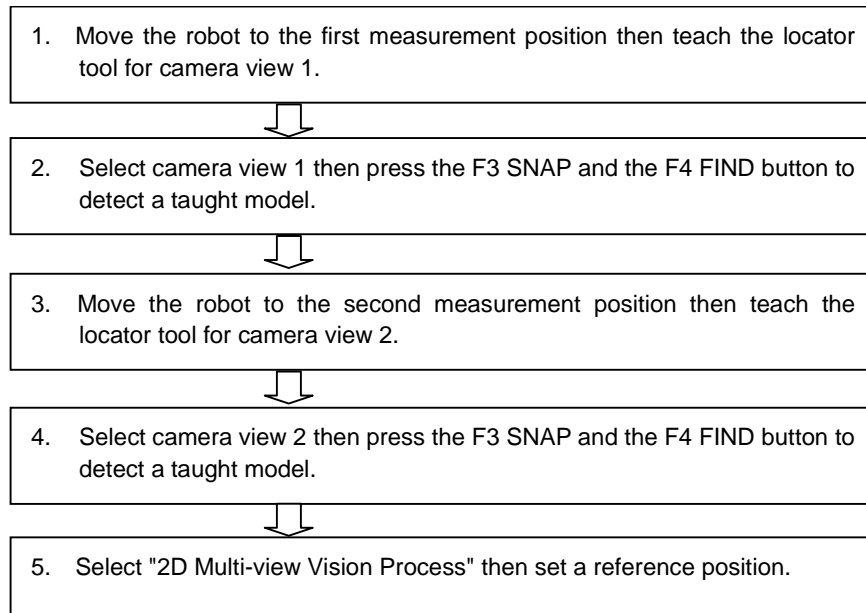 1. Move the robot to the first measurement position then teach the locator
tool for camera view 1.
2. Select camera view 1 then press the F3 SNAP and the F4 FIND button to
detect a taught model.
3. Move the robot to the second measurement position then teach the
locator tool for camera view 2.
4. Select camera view 2 then press the F3 SNAP and the F4 FIND button to
detect a taught model.
5. Select "2D Multi-view Vision Process" then set a reference position.